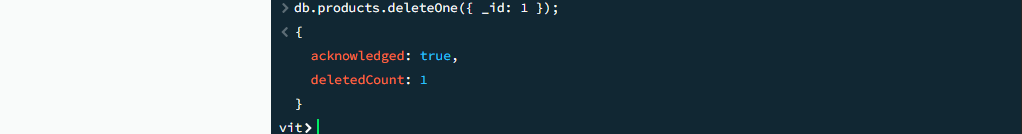 > db.products.deleteOne({ _id: 1 });
< {
acknowledged: true,
deletedCount: 1
}
vit>